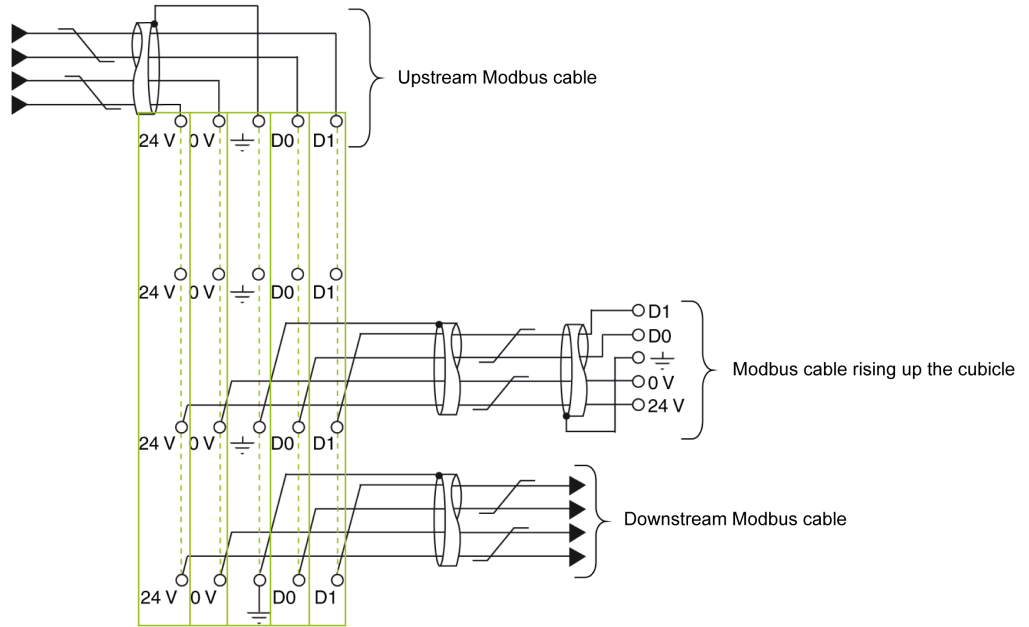 Upstream Modbus cable
24 V 0 V D0 D1
24 V 0 V D0 D1
D1
D0
0 V
24 V
Modbus cable rising up the cubicle
24 V 0 V D0 D1
Downstream Modbus cable
24 V 0 V D0 D1